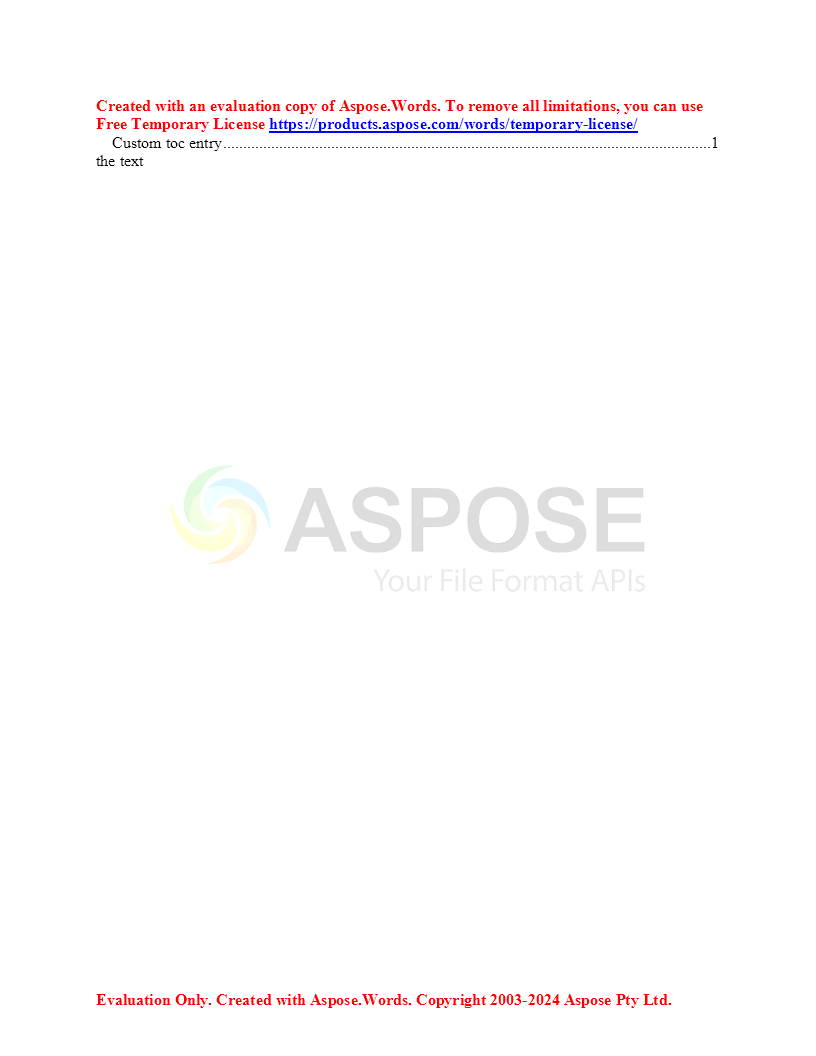 Created with an evaluation copy of Aspose.Words. To remove all limitations, you can use
Free Temporary License https://products.aspose.com/words/temporary-license/
Custom toc entry..........................................................................................................................1
the text
ASPOSE
Your File Format APIs
Evaluation Only. Created with Aspose.Words. Copyright 2003-2024 Aspose Pty Ltd.